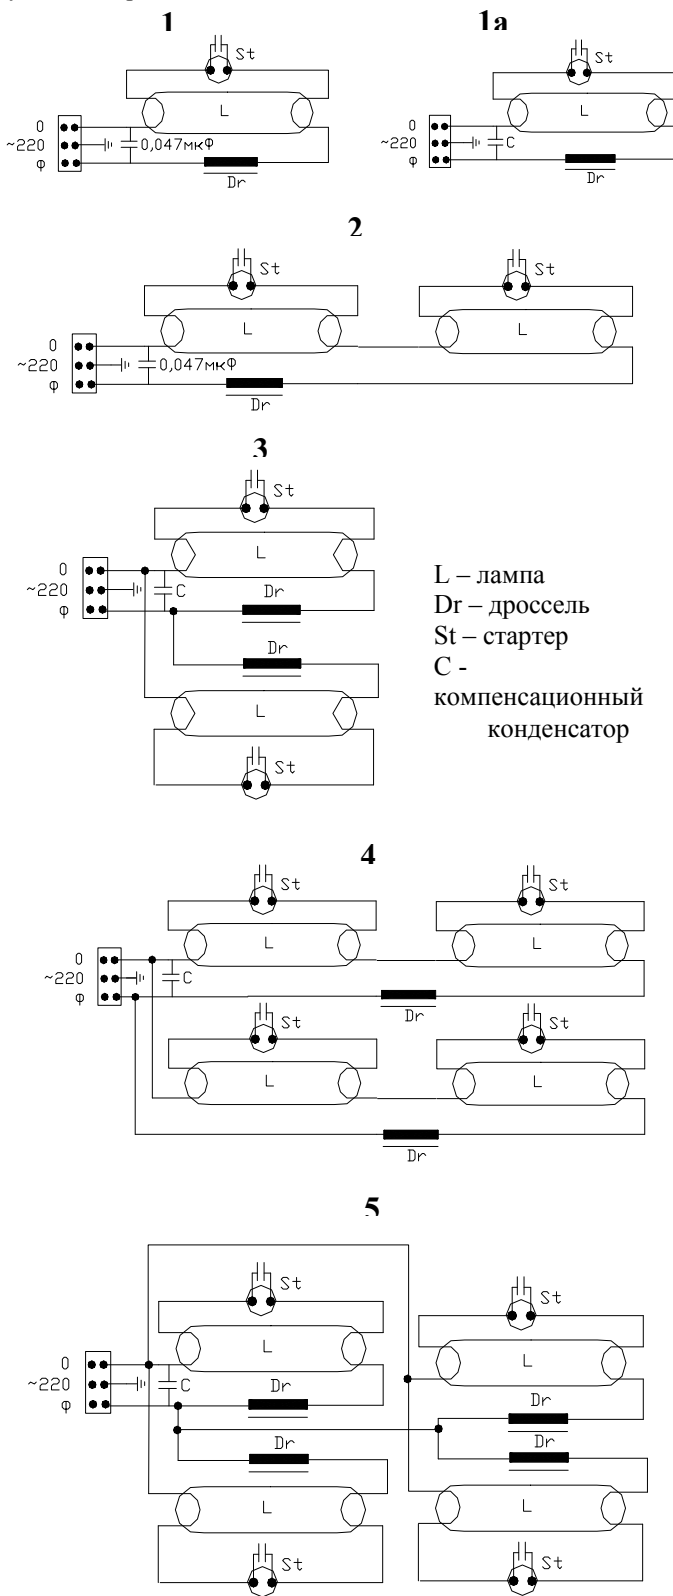 1
1а
St
St
L
L
0
~220
Ф
0,047мкФ
Dr
0
~220
Ф
C
Dr
2
St
St
L
L
0
~220
Ф
0,047мкФ
Dr
3
St
L
0
~220
Ф
C
Dr
Dr
L
St
L – лампа
Dr – дроссель
St – стартер
C -
компенсационный
конденсатор
4
St
St
L
L
0
~220
Ф
C
Dr
St
St
L
L
Dr
5
St
St
L
L
0
~220
Ф
C
Dr
Dr
Dr
Dr
L
L
St
St